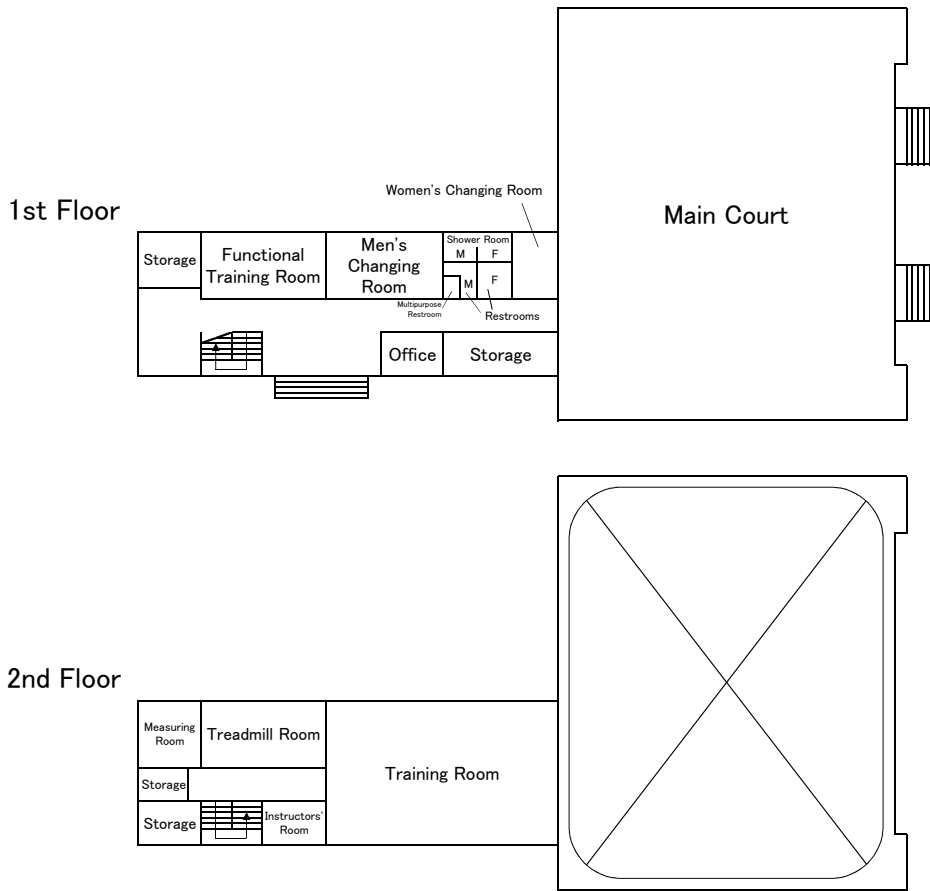 Women's Changing Room
1st Floor
Main Court
Storage
Functional
Training Room
Men's
Changing
Room
Shower Room
M F
M
F
Multipurpose
Restroom
Restrooms
Office
Storage
2nd Floor
Measuring
Room
Treadmill Room
Training Room
Storage
Storage
Instructors'
Room